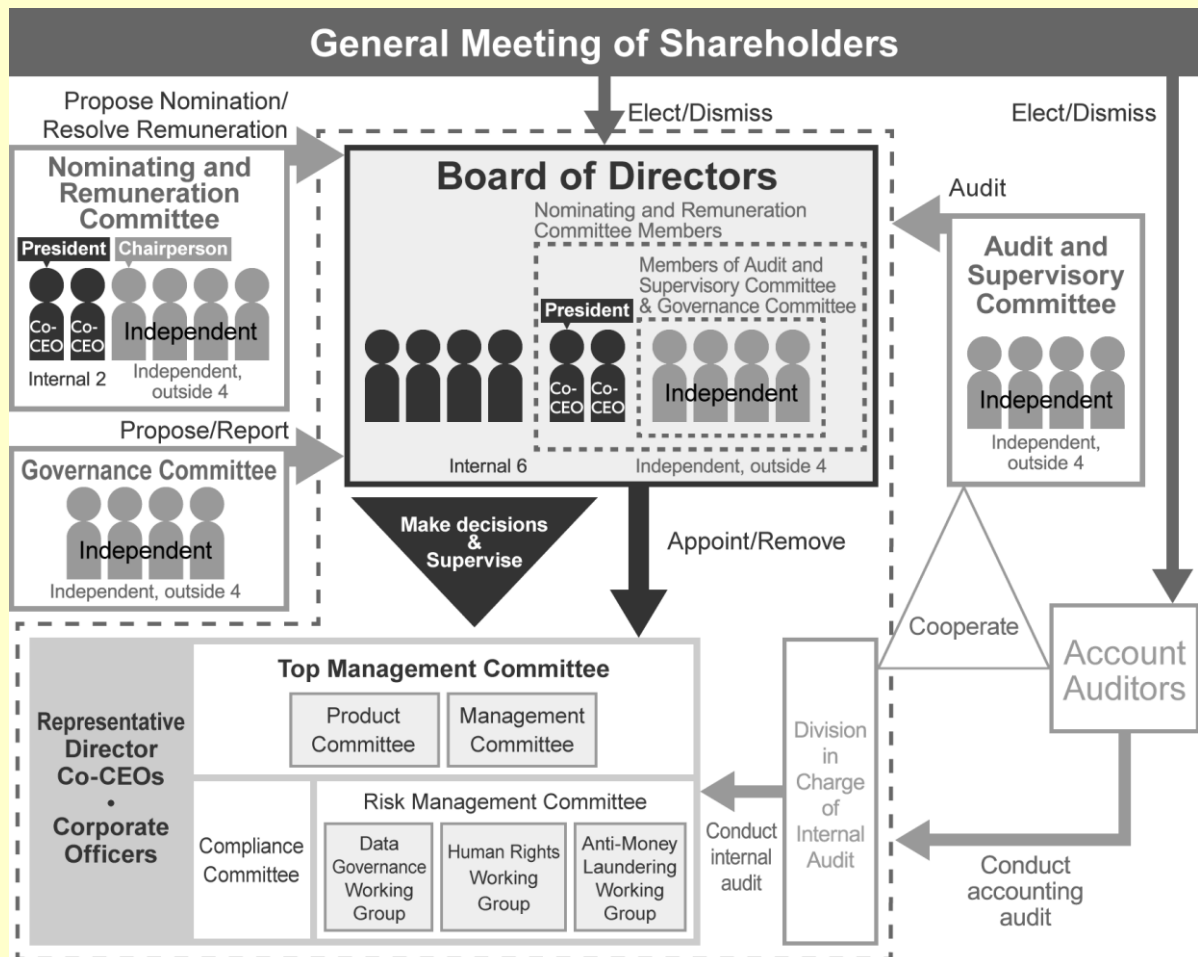 General Meeting of Shareholders
Propose Nomination/
Resolve Remuneration
Elect/Dismiss
Elect/Dismiss
Nominating and
Remuneration
Committee
President
Chairperson
Co-
CEO
Co-
CEO
Independent
Internal 2
Independent,
outside 4
Board of Directors
Nominating and Remuneration
Committee Members
Members of Audit and
Supervisory Committee
& Governance Committee
President
Co-
CEO
Co-
CEO
Independent
Internal 6
Independent, outside 4
Audit
Audit and
Supervisory
Committee
Independent
Independent,
outside 4
Propose/Report
Governance Committee
Independent
Independent, outside 4
Make decisions
&
Supervise
Appoint/Remove
Cooperate
Account
Auditors
Representative
Director
Co-CEOs
•
Corporate
Officers
Top Management Committee
Product
Committee
Management
Committee
Compliance
Committee
Risk Management Committee
Data
Governance
Working
Group
Human Rights
Working
Group
Anti-Money
Laundering
Working
Group
Conduct
internal
audit
Division
in
Charge
of
Internal
Audit
Conduct
accounting
audit